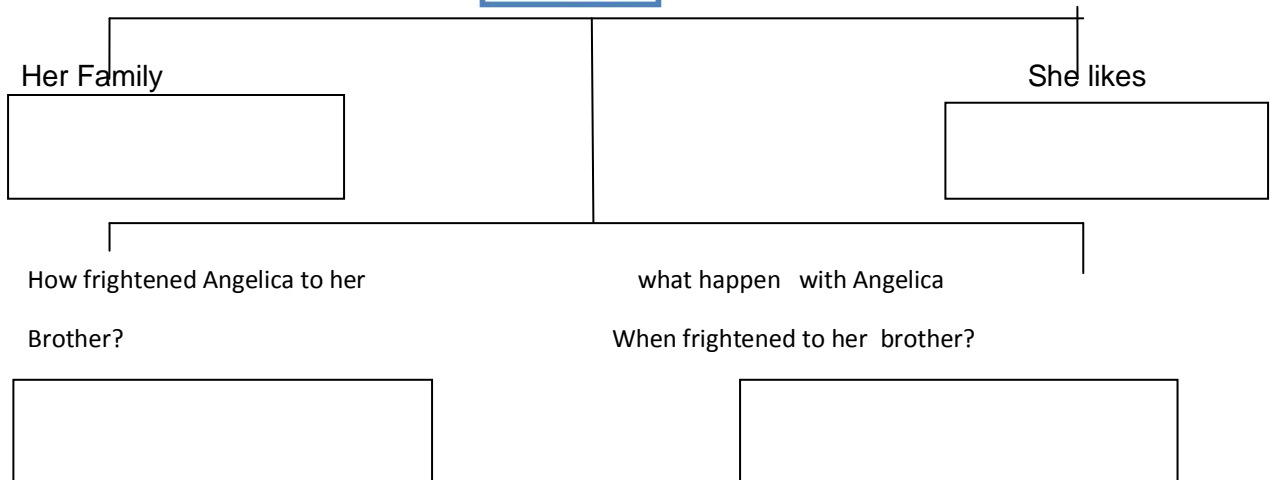 Her Family
She likes
How frightened Angelica to her
Brother?
what happen with Angelica
When frightened to her brother?